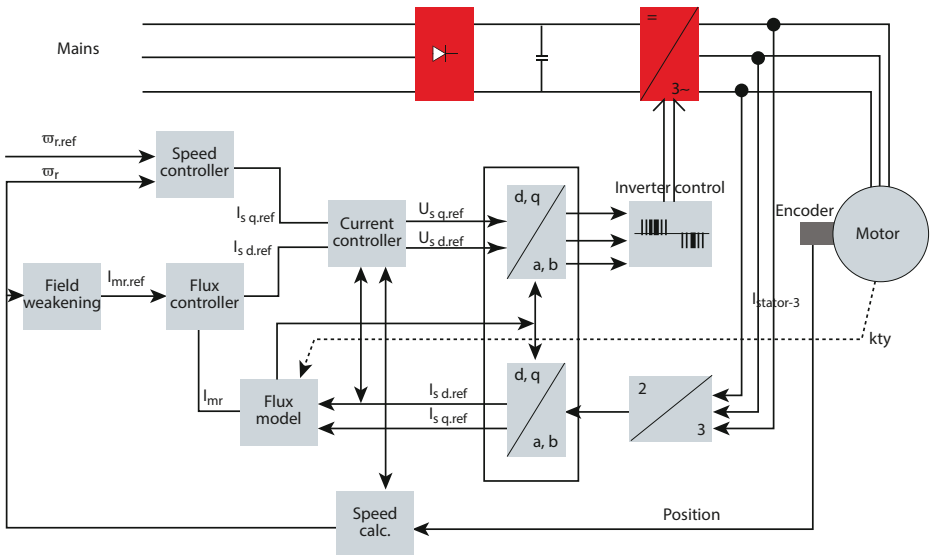 Mains
=
3~
ϖr.ref
ϖr
Speed
controller
Is q.ref
Is d.ref
Current
controller
Us q.ref
Us d.ref
d, q
a, b
Inverter control
Encoder
Motor
Field
weakening
Imr.ref
Flux
controller
Istator-3
kty
Imr
Flux
model
Is d.ref
Is q.ref
d, q
a, b
2
3
Speed
calc.
Position